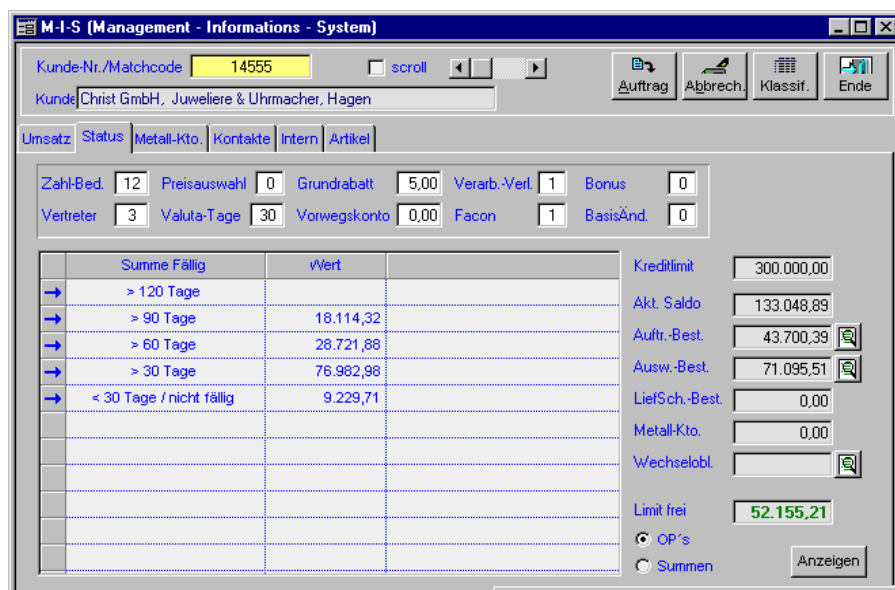 M-I-S (Management - Informations - System)
Kunde-Nr./Matchcode 14555 scroll Auftrag Abbrech. Klassif. Ende
Kunde Christ GmbH, Juweliere & Uhrmacher, Hagen
Umsatz Status Metall-Kto. Kontakte Intern Artikel
Zahl-Bed. 12 Preisauswahl 0 Grundrabatt 5,00 Verarb.-Verl. 1 Bonus 0
Vertreter 3 Valuta-Tage 30 Vorwegskonto 0,00 Facon 1 BasisÄnd. 0
Summe Fällig Wert
> 120 Tage
> 90 Tage 18.114,32
> 60 Tage 28.721,88
> 30 Tage 76.982,98
< 30 Tage / nicht fällig 9.229,71
Kreditlimit 300.000,00
Akt. Saldo 133.048,89
Auftr.-Best. 43.700,39
Ausw.-Best. 71.095,51
LiefSch.-Best. 0,00
Metall-Kto. 0,00
Wechselobl.
Limit frei 52.155,21
OP´s
Summen Anzeigen